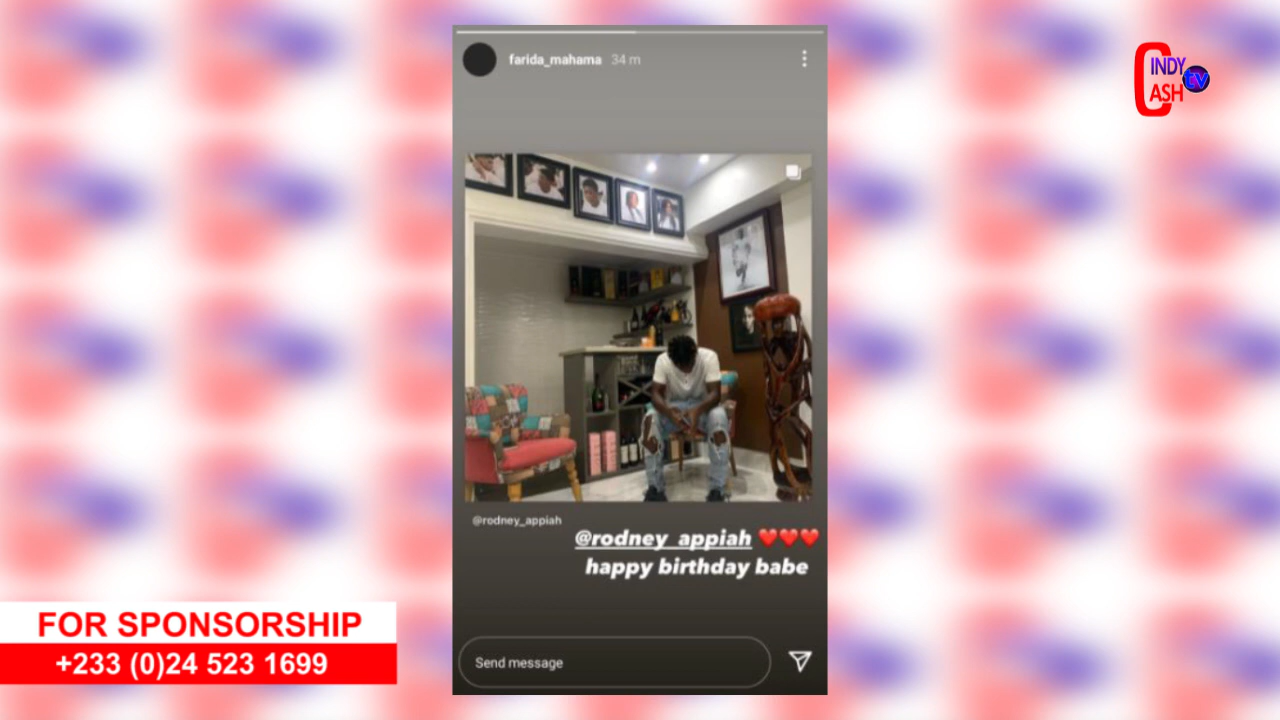 farida_mahama 34 m
CINDY
CASH
tv
@rodney_appiah
@rodney_appiah ❤️❤️❤️
happy birthday babe
FOR SPONSORSHIP
+233 (0)24 523 1699
Send message